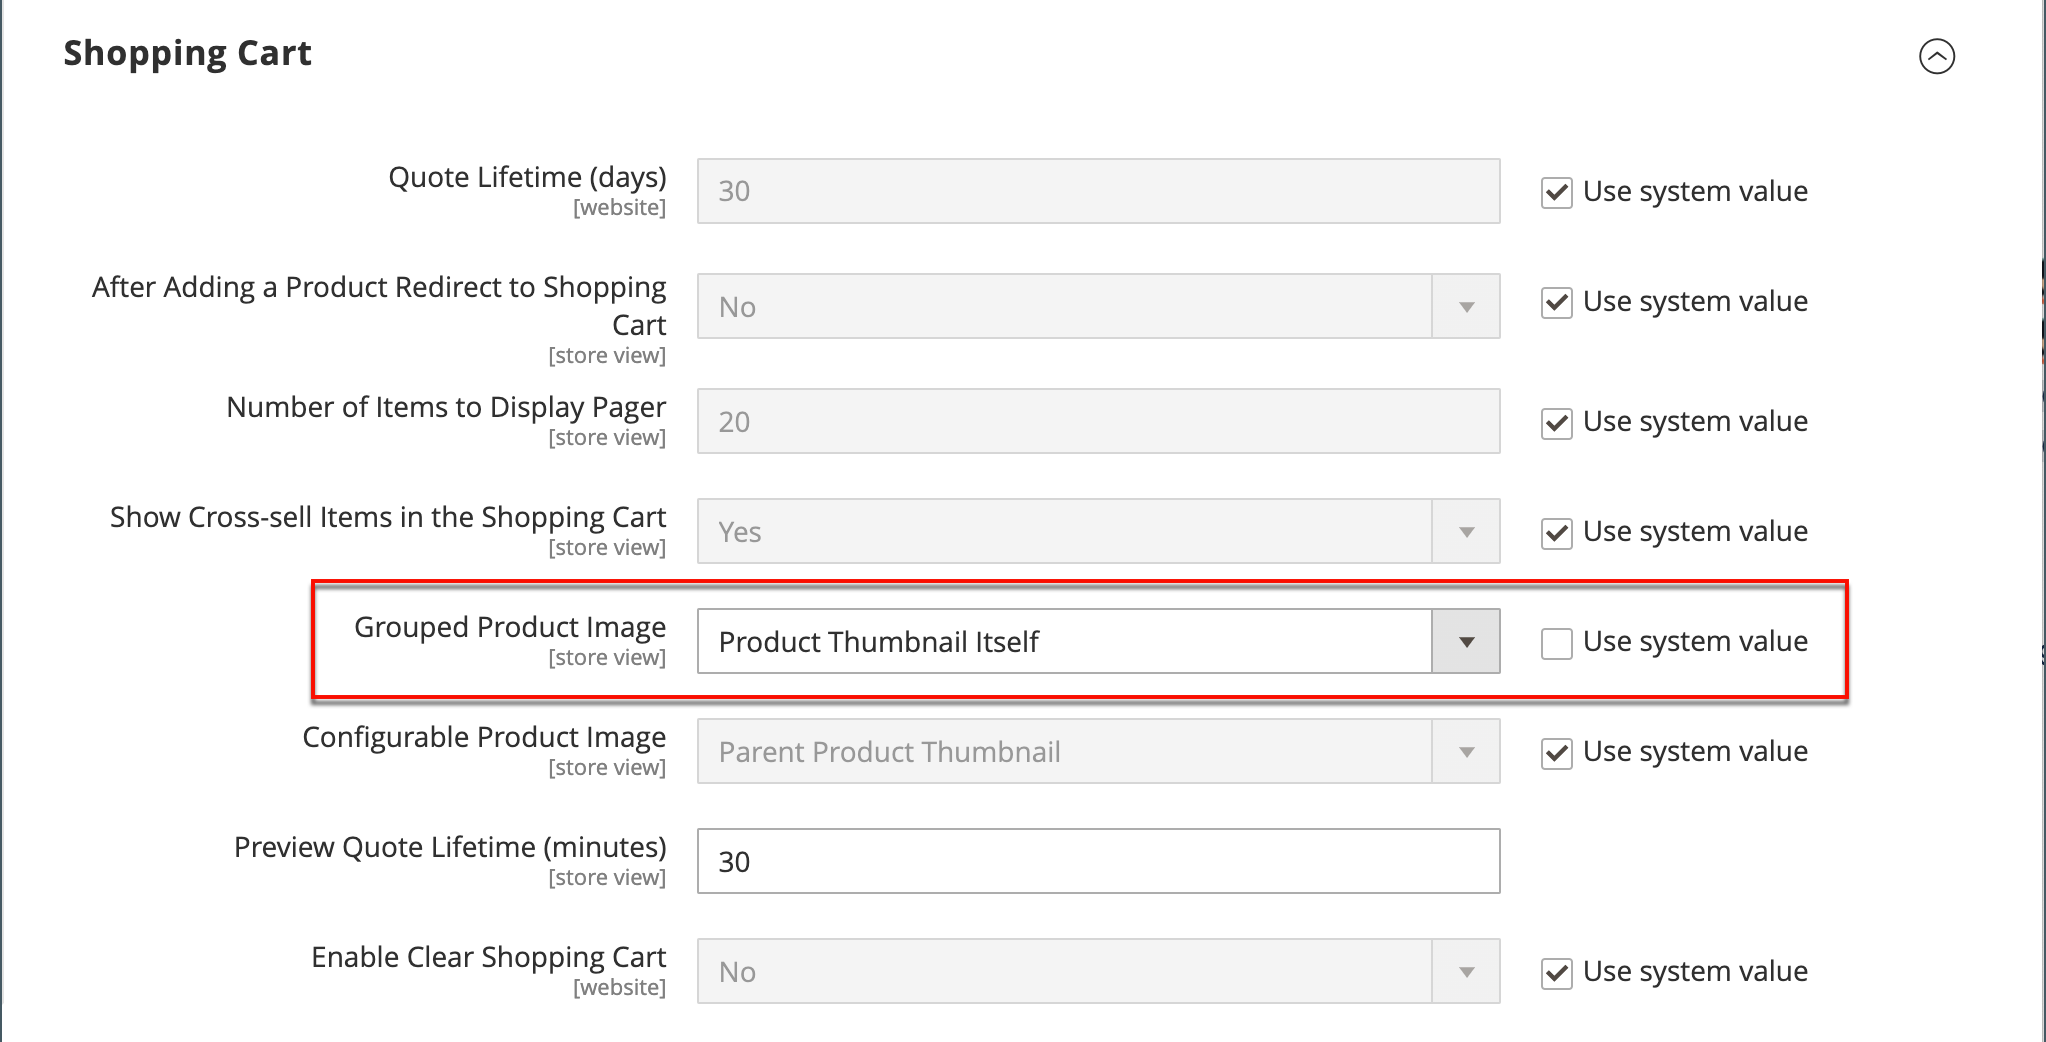 Shopping Cart
Quote Lifetime (days)
[website]
30
Use system value
After Adding a Product Redirect to Shopping
Cart
[store view]
No
Use system value
Number of Items to Display Pager
[store view]
20
Use system value
Show Cross-sell Items in the Shopping Cart
[store view]
Yes
Use system value
Grouped Product Image
[store view]
Product Thumbnail Itself
Use system value
Configurable Product Image
[store view]
Parent Product Thumbnail
Use system value
Preview Quote Lifetime (minutes)
[store view]
30
Enable Clear Shopping Cart
[website]
No
Use system value